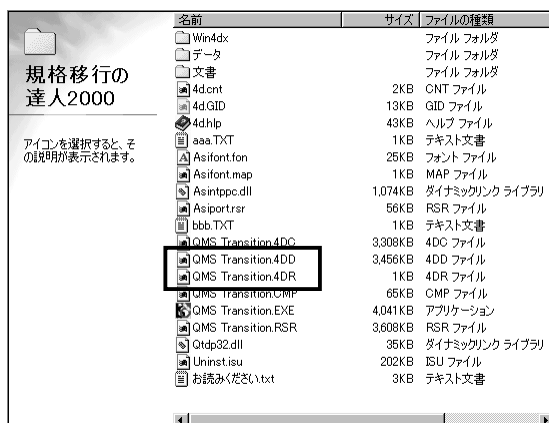 規格移行の
達人2000
アイコンを選択すると、そ
の説明が表示されます。
名前 サイズ ファイルの種類
Win4dx ファイル フォルダ
データ ファイル フォルダ
文書 ファイル フォルダ
4d.cnt 2KB CNT ファイル
4d.GID 13KB GID ファイル
4d.hlp 43KB ヘルプ ファイル
aaa.TXT 1KB テキスト文書
Asifont.fon 25KB フォント ファイル
Asifont.map 1KB MAP ファイル
Asintppc.dll 1,074KB ダイナミックリンク ライブラリ
Asiport.rsr 56KB RSR ファイル
bbb.TXT 1KB テキスト文書
QMS Transition.4DC 3,308KB 4DC ファイル
QMS Transition.4DD 3,456KB 4DD ファイル
QMS Transition.4DR 1KB 4DR ファイル
QMS Transition.CMP 65KB CMP ファイル
QMS Transition.EXE 4,041KB アプリケーション
QMS Transition.RSR 3,608KB RSR ファイル
Qtdp32.dll 35KB ダイナミックリンク ライブラリ
Uninst.isu 202KB ISU ファイル
お読みください.txt 3KB テキスト文書